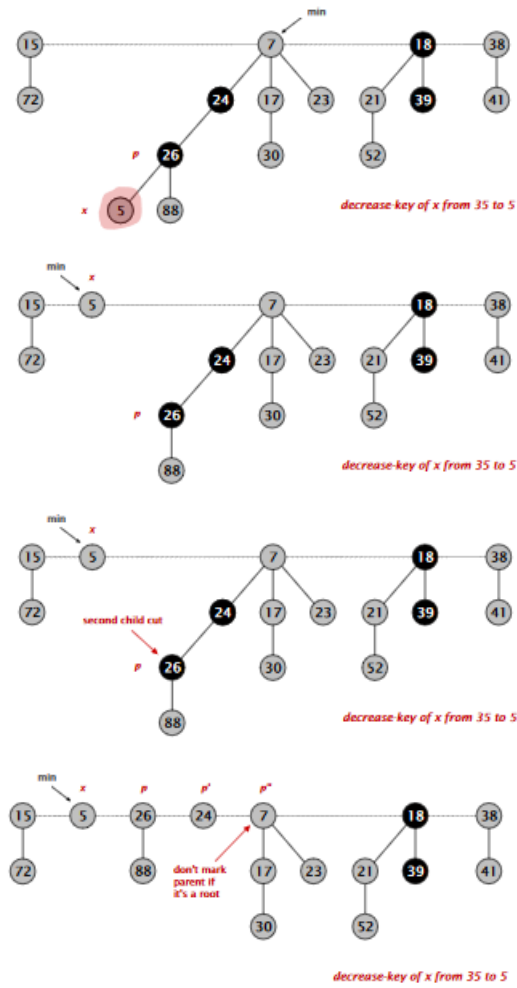 min
15 7 18 38
72 24 17 23 21 39 41
p 26 30 52
x 5 88
decrease-key of x from 35 to 5
min x
15 5 7 18 38
72 24 17 23 21 39 41
p 26 30 52
88
decrease-key of x from 35 to 5
min x
15 5 7 18 38
72 second child cut 24 17 23 21 39 41
p 26 30 52
88
decrease-key of x from 35 to 5
min x p p' p"
15 5 26 24 7 18 38
72 88 don't mark 17 23 21 39 41
parent if
it's a root
30 52
decrease-key of x from 35 to 5